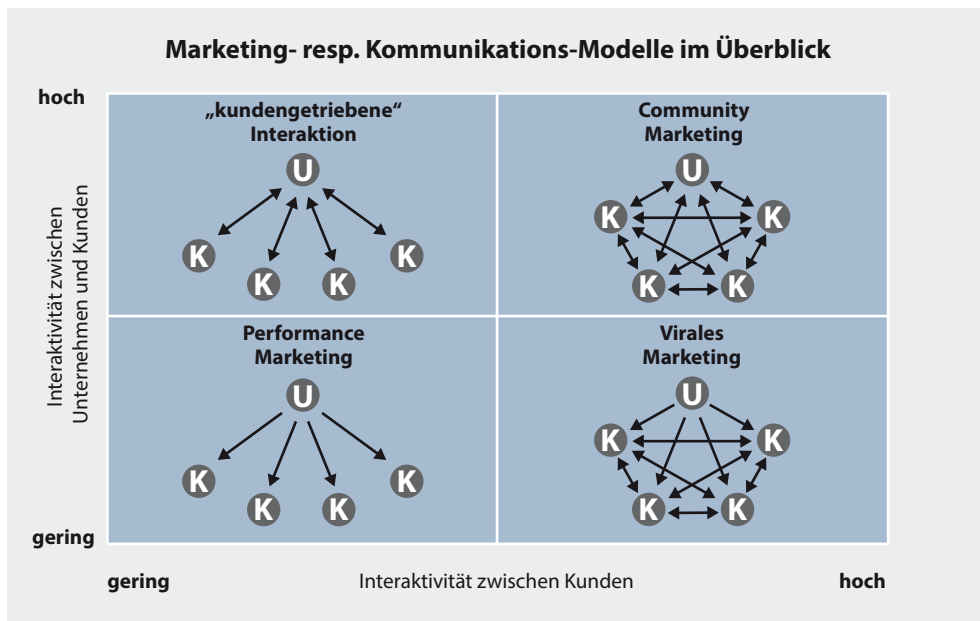 Marketing- resp. Kommunikations-Modelle im Überblick
hoch
Interaktivität zwischen
Unternehmen und Kunden
gering
„kundengetriebene“
Interaktion
U
K
K
K
K
Community
Marketing
U
K
K
K
K
Performance
Marketing
U
K
K
K
K
Virales
Marketing
U
K
K
K
K
gering
Interaktivität zwischen Kunden
hoch